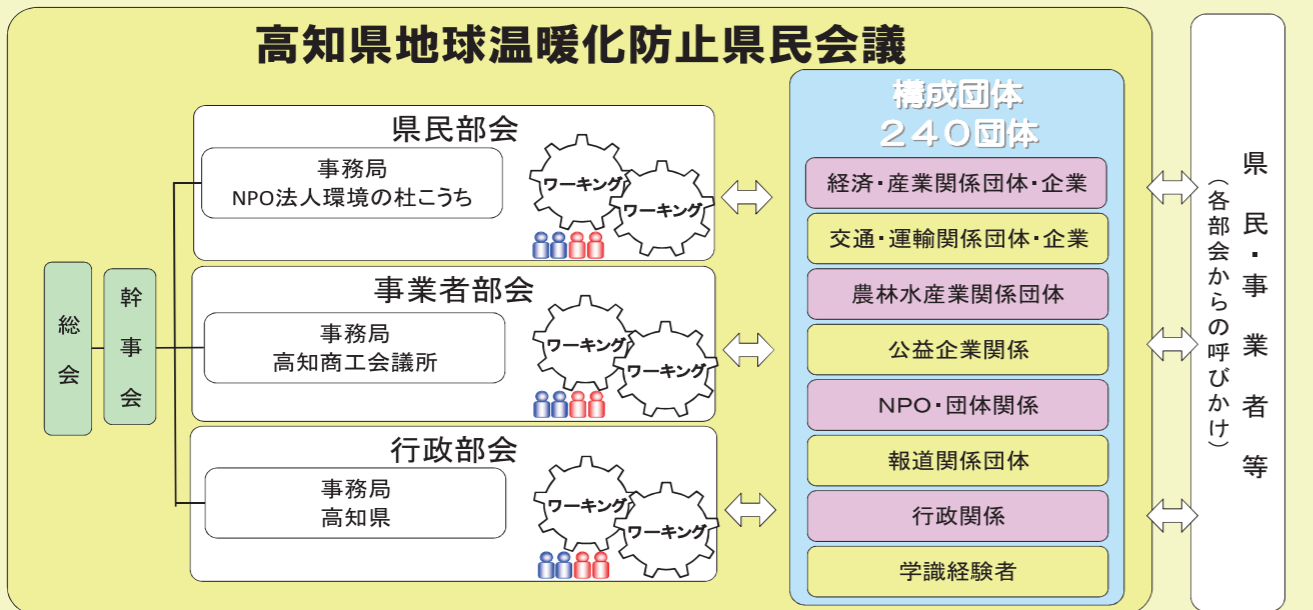 高知県地球温暖化防止県民会議
総会
幹事会
県民部会
事務局
NPO法人環境の杜こうち
ワーキング
ワーキング
事業者部会
事務局
高知商工会議所
ワーキング
ワーキング
行政部会
事務局
高知県
ワーキング
ワーキング
構成団体
240団体
経済・産業関係団体・企業
交通・運輸関係団体・企業
農林水産業関係団体
公益企業関係
NPO・団体関係
報道関係団体
行政関係
学識経験者
県民・事業者等
(各部会からの呼びかけ)